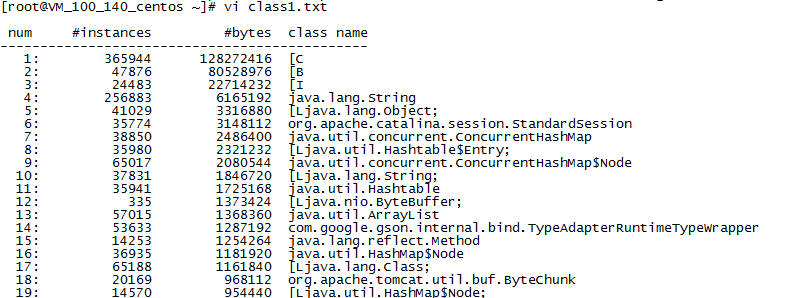 [root@VM_100_140_centos ~]# vi class1.txt
num #instances #bytes class name
----------------------------------------------
1: 365944 128272416 [C
2: 47876 80528976 [B
3: 24483 22714232 [I
4: 256883 6165192 java.lang.String
5: 41029 3316880 [Ljava.lang.Object;
6: 35774 3148112 org.apache.catalina.session.StandardSession
7: 38850 2486400 java.util.concurrent.ConcurrentHashMap
8: 35980 2321232 [Ljava.util.Hashtable$Entry;
9: 65017 2080544 java.util.concurrent.ConcurrentHashMap$Node
10: 37831 1846720 [Ljava.lang.String;
11: 35941 1725168 java.util.Hashtable
12: 335 1373424 [Ljava.nio.ByteBuffer;
13: 57015 1368360 java.util.ArrayList
14: 53633 1287192 com.google.gson.internal.bind.TypeAdapterRuntimeTypeWrapper
15: 14253 1254264 java.lang.reflect.Method
16: 36935 1181920 java.util.HashMap$Node
17: 65188 1161840 [Ljava.lang.Class;
18: 20169 968112 org.apache.tomcat.util.buf.ByteChunk
19: 14570 954440 [Ljava.util.HashMap$Node;